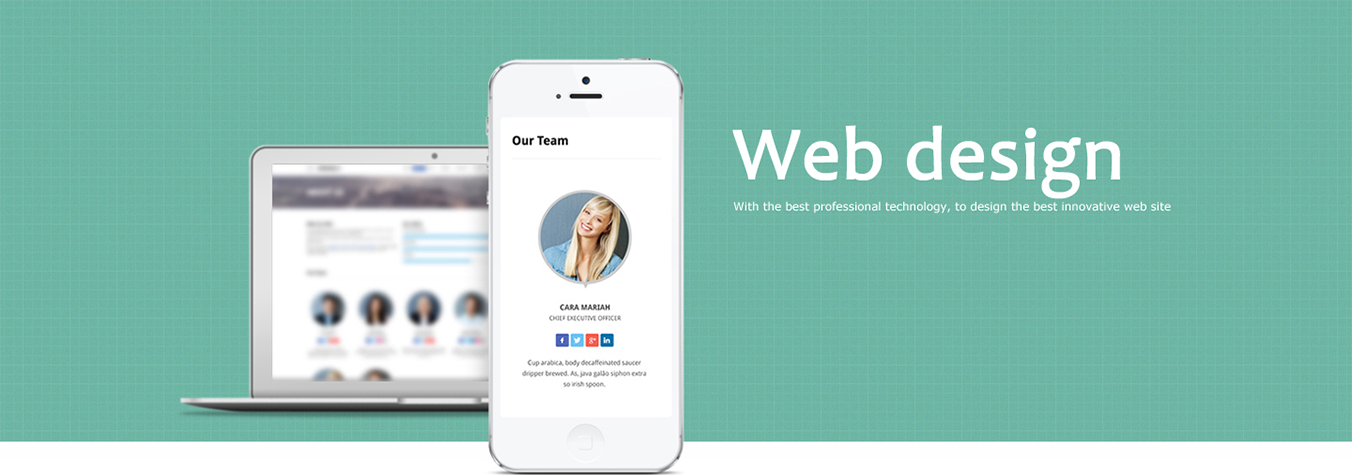 Our Team
CARA MARIAH
CHIEF EXECUTIVE OFFICER
Cup arabica, body decaffeinated saucer
dripper brewed. As, java galão siphon extra
so irish spoon.
Web design
With the best professional technology, to design the best innovative web site